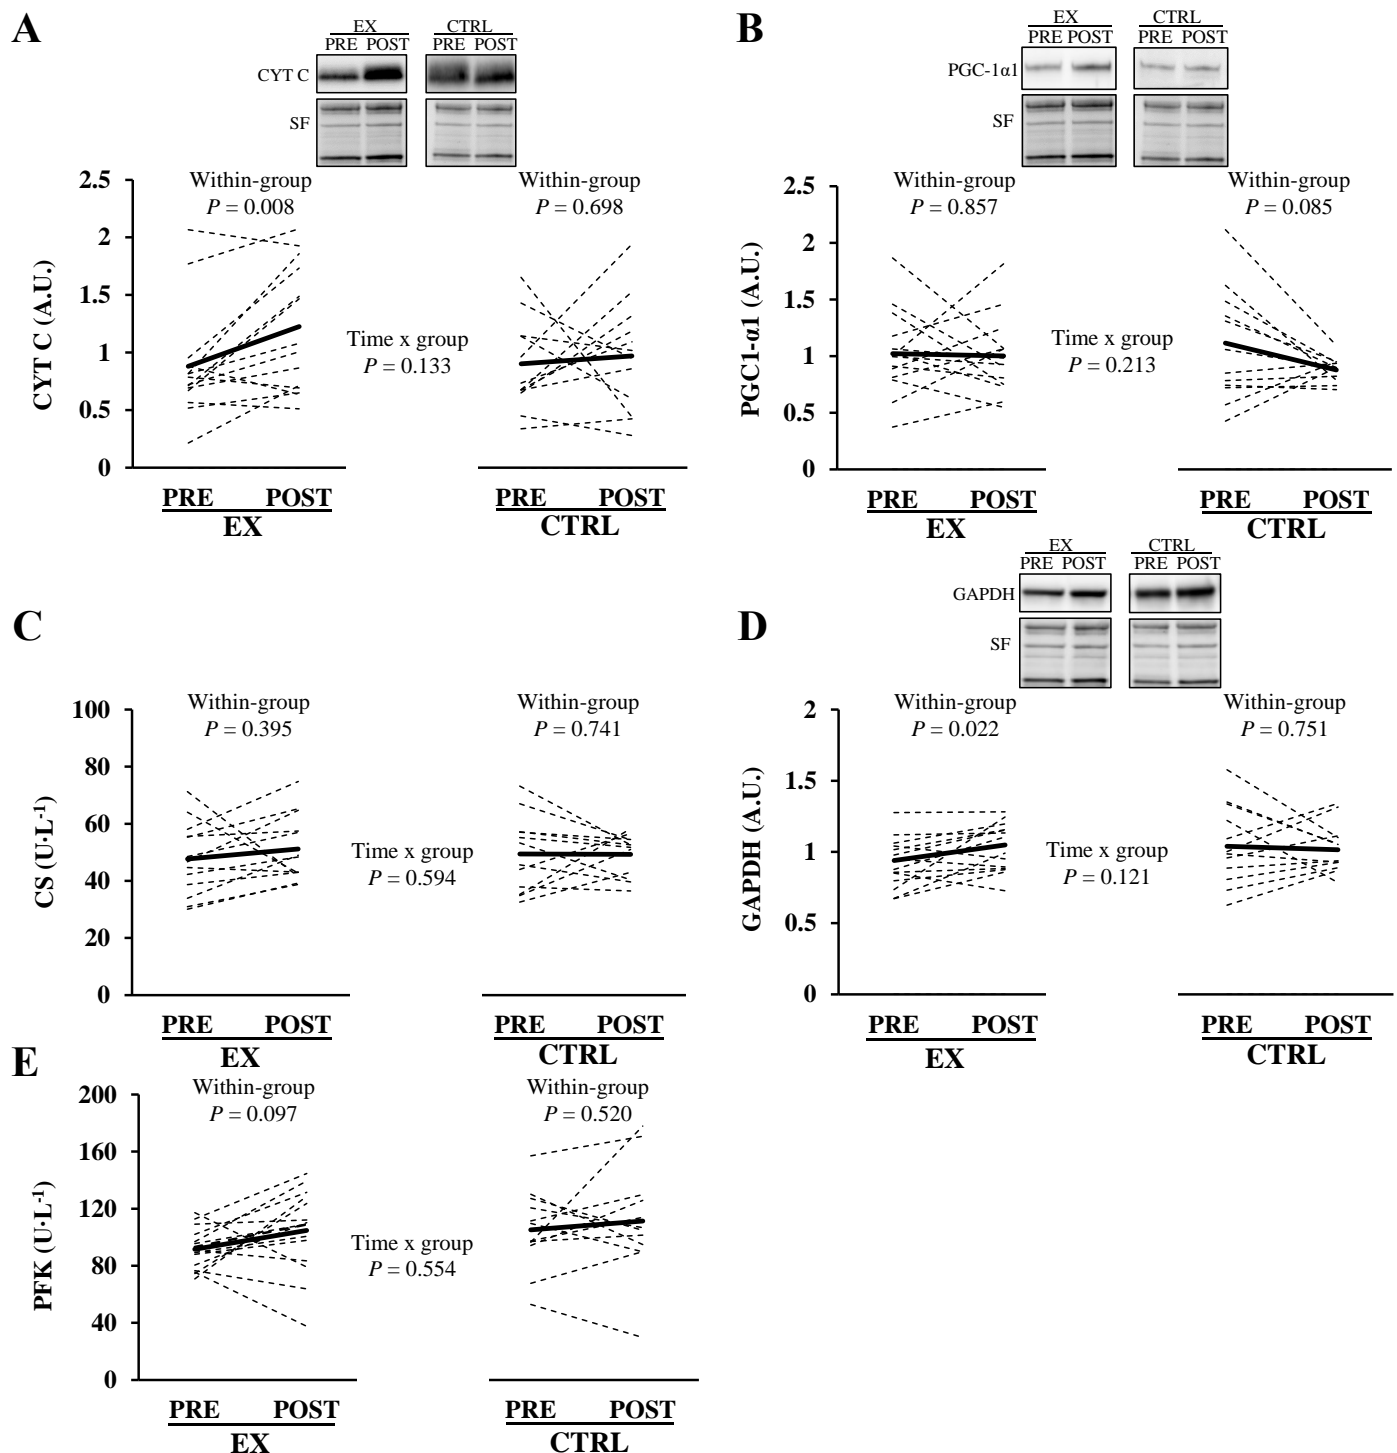 A
EX CTRL
PRE POST PRE POST
CYT C
SF
2.5
2
1.5
1
0.5
0
CYT C (A.U.)
Within-group
P = 0.008
Within-group
P = 0.698
Time x group
P = 0.133
PRE POST PRE POST
EX CTRL
B
EX CTRL
PRE POST PRE POST
PGC-1α1
SF
2.5
2
1.5
1
0.5
0
PGC1-α1 (A.U.)
Within-group
P = 0.857
Within-group
P = 0.085
Time x group
P = 0.213
PRE POST PRE POST
EX CTRL
C
100
80
60
40
20
0
CS (U·L-1)
Within-group
P = 0.395
Within-group
P = 0.741
Time x group
P = 0.594
PRE POST PRE POST
EX CTRL
D
EX CTRL
PRE POST PRE POST
GAPDH
SF
2
1.5
1
0.5
0
GAPDH (A.U.)
Within-group
P = 0.022
Within-group
P = 0.751
Time x group
P = 0.121
PRE POST PRE POST
EX CTRL
E
200
160
120
80
40
0
PFK (U·L-1)
Within-group
P = 0.097
Within-group
P = 0.520
Time x group
P = 0.554
PRE POST PRE POST
EX CTRL